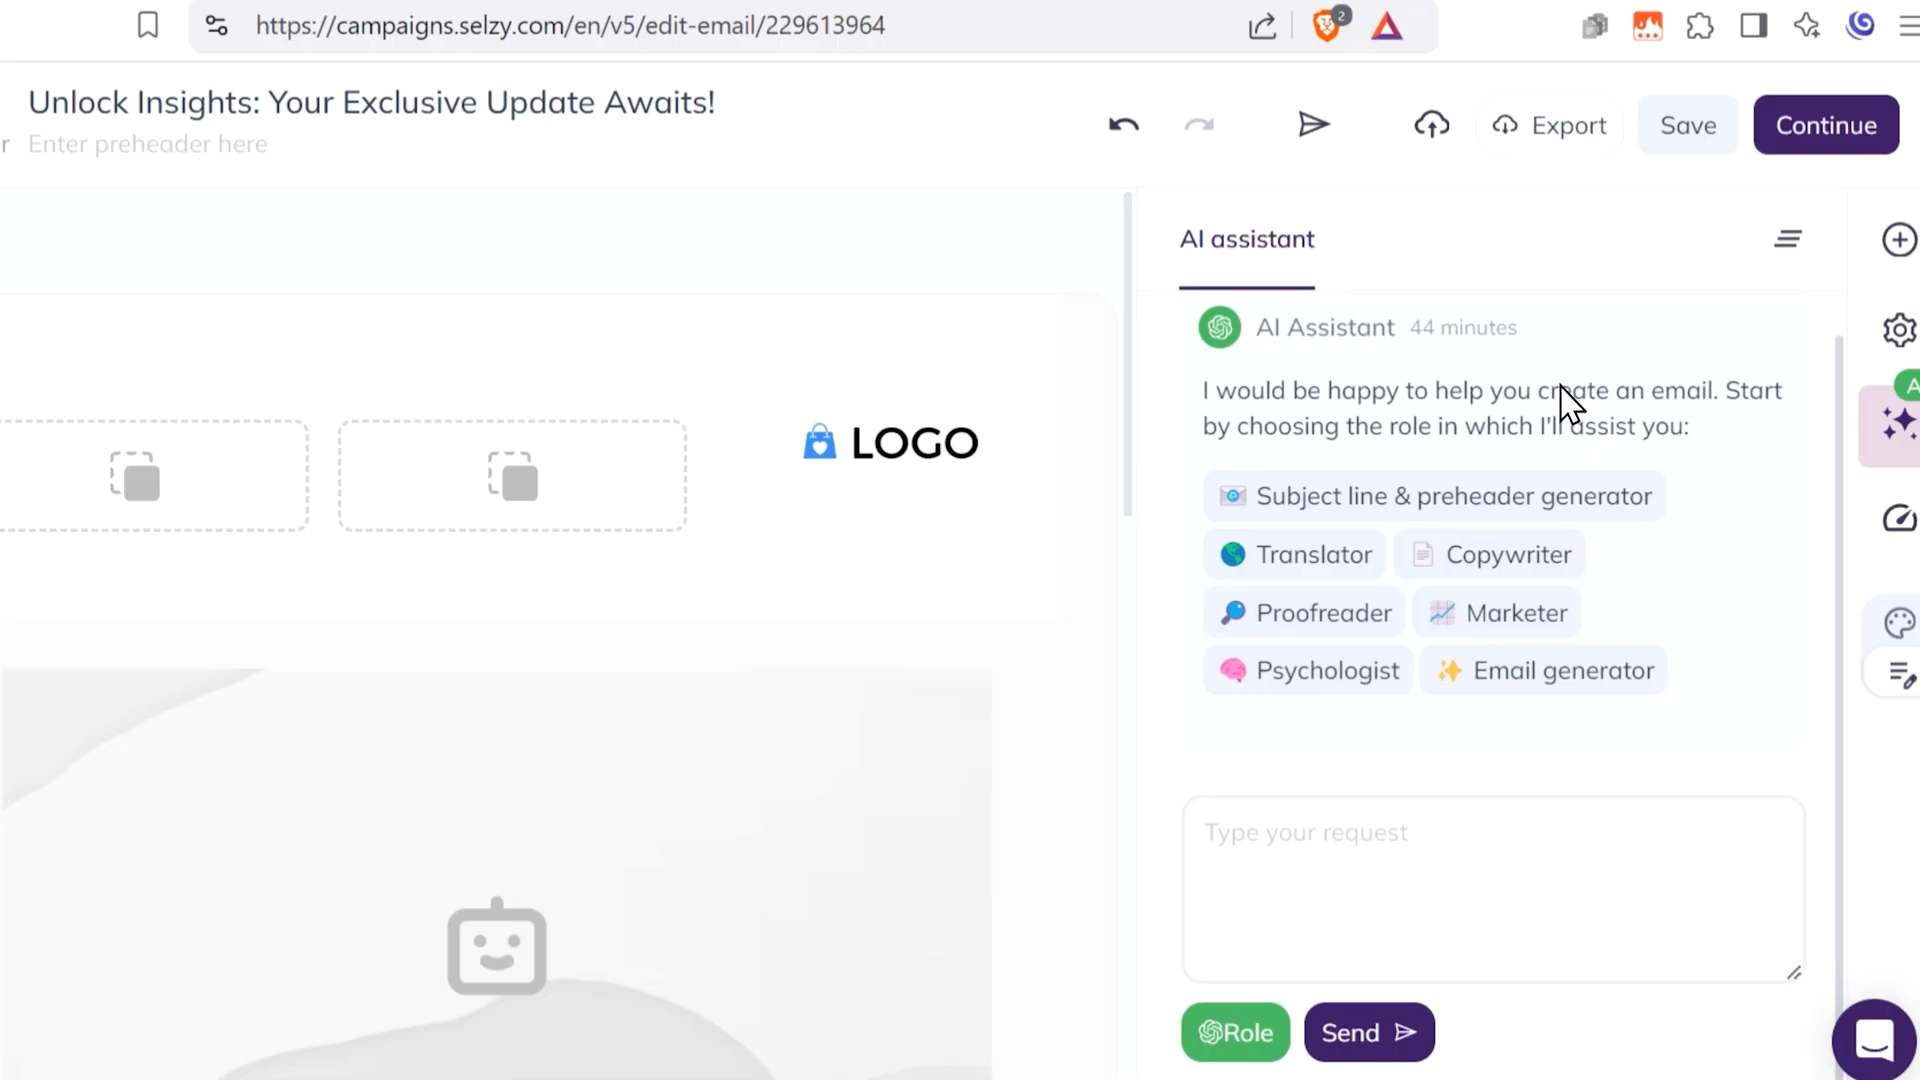 https://campaigns.selzy.com/en/v5/edit-email/229613964
2
Unlock Insights: Your Exclusive Update Awaits!
r Enter preheader here
Export
Save
Continue
AI assistant
AI Assistant 44 minutes
I would be happy to help you create an email. Start
by choosing the role in which I'll assist you:
Subject line & preheader generator
Translator
Copywriter
Proofreader
Marketer
Psychologist
Email generator
LOGO
A
Type your request
Role
Send